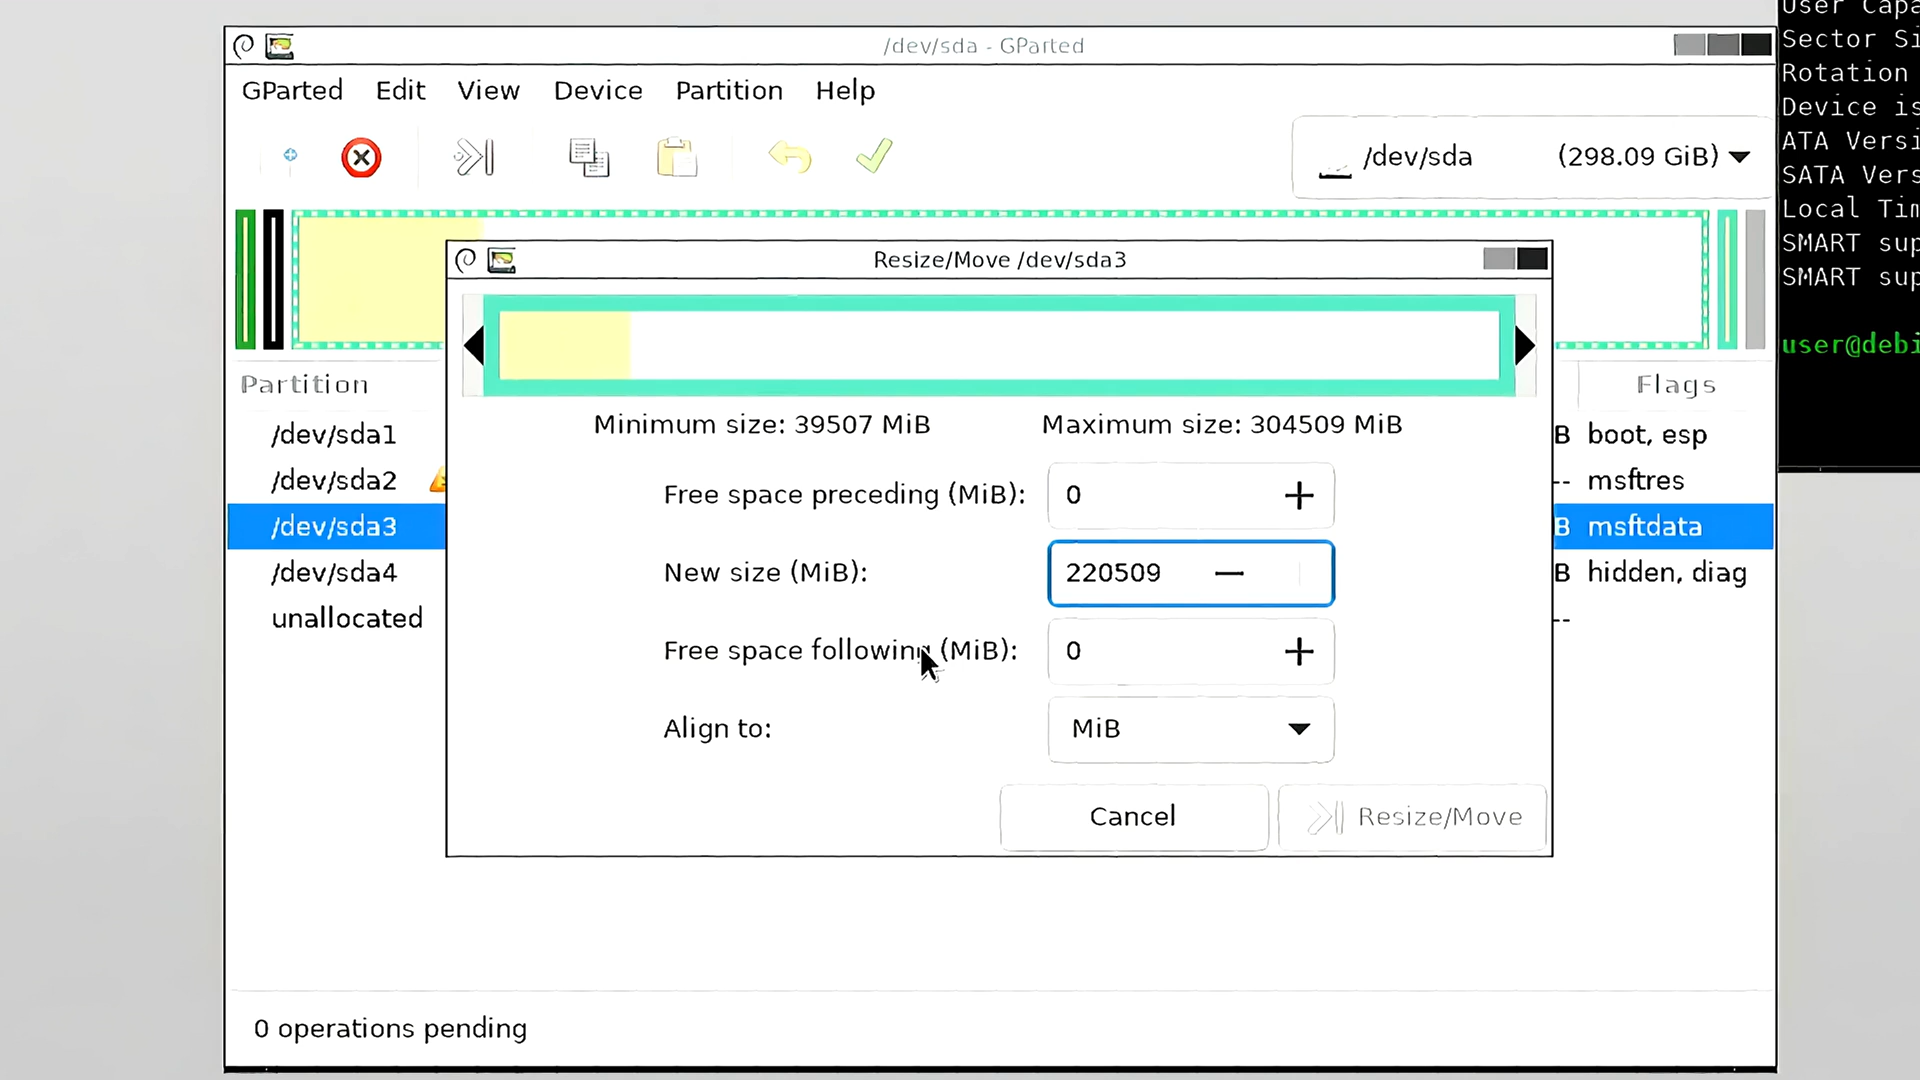 /dev/sda - GParted
GParted Edit View Device Partition Help
/dev/sda (298.09 GiB)
Resize/Move /dev/sda3
Minimum size: 39507 MiB Maximum size: 304509 MiB
Free space preceding (MiB): 0
New size (MiB): 220509
Free space following (MiB): 0
Align to: MiB
Cancel Resize/Move
Partition Flags
/dev/sda1 B boot, esp
/dev/sda2 -- msftres
/dev/sda3 B msftdata
/dev/sda4 B hidden, diag
unallocated --
0 operations pending
User Capa
Sector Si
Rotation
Device is
ATA Versi
SATA Vers
Local Tim
SMART sup
SMART sup
user@debi